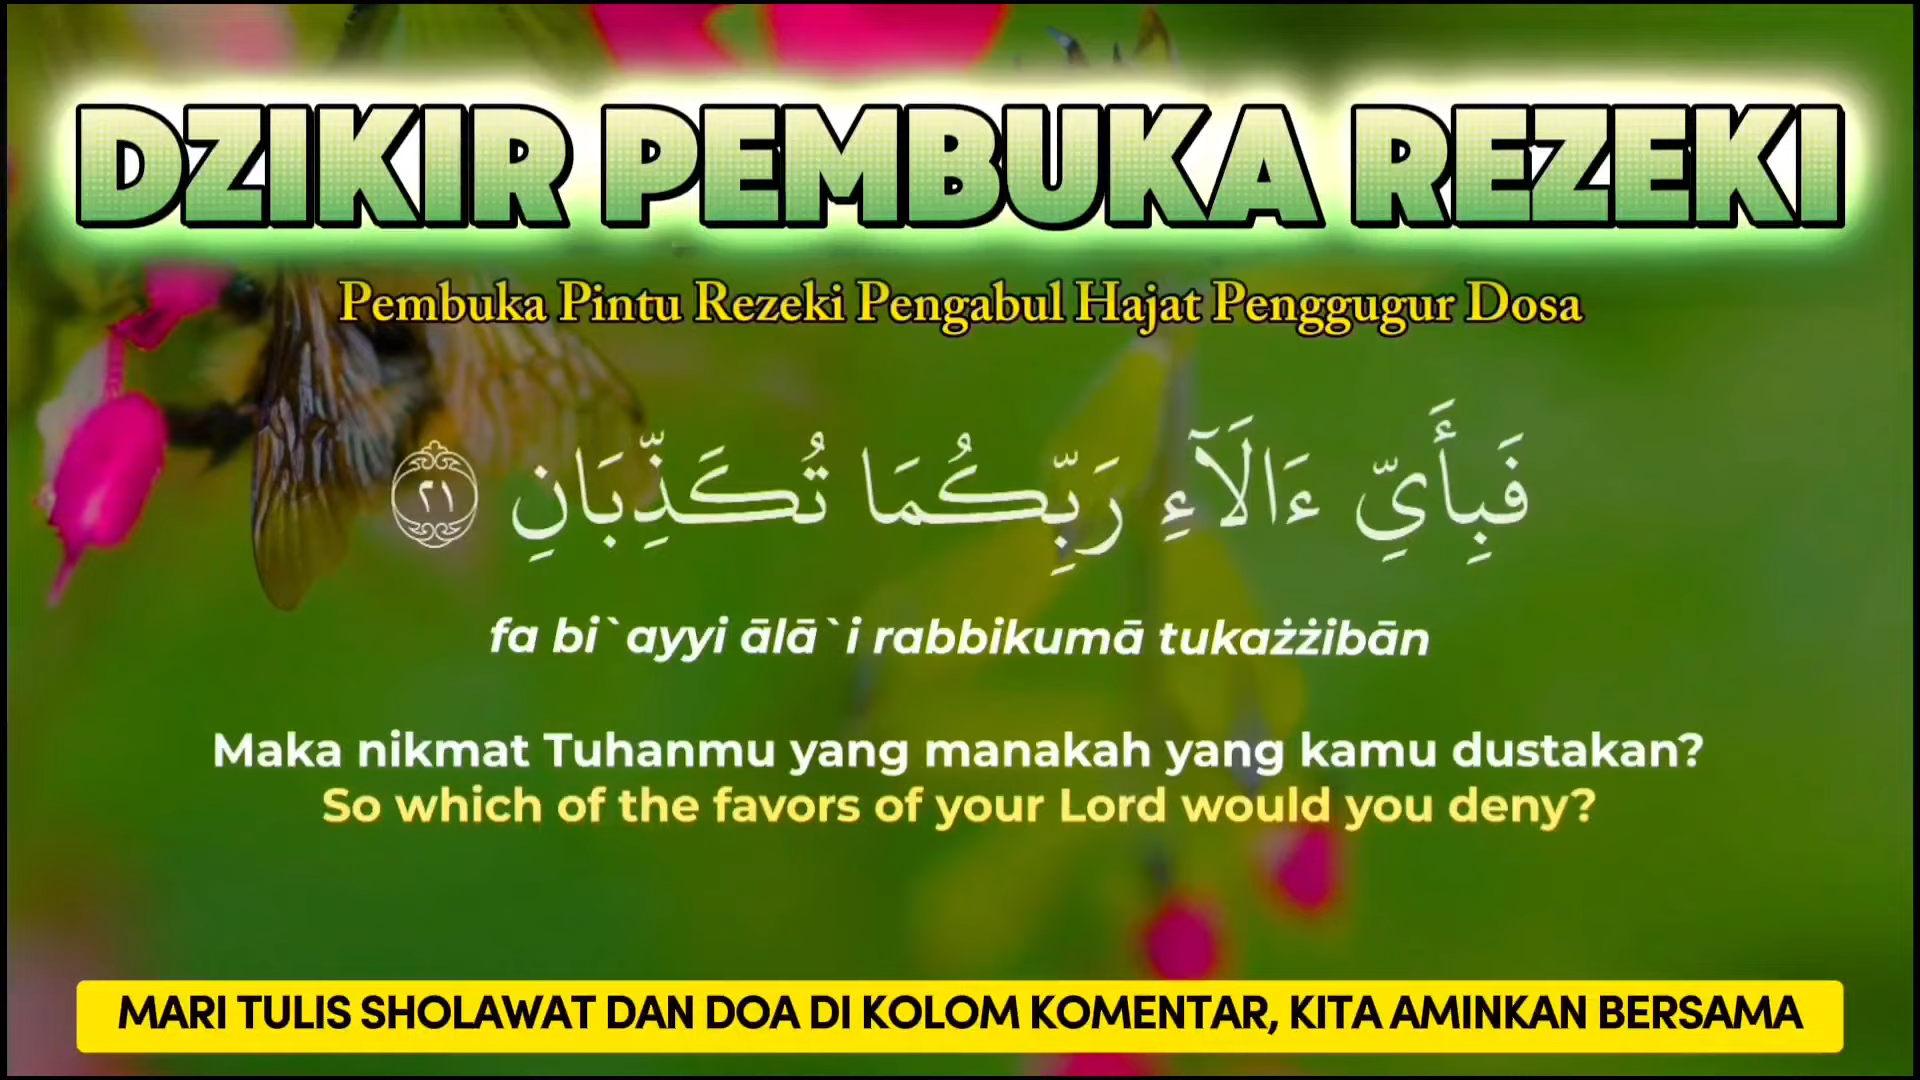 DZIKIR PEMBUKA REZEKI
Pembuka Pintu Rezeki Pengabul Hajat Penggugur Dosa
فَبِأَيِّ ءَالَآءِ رَبِّكُمَا تُكَذِّبَانِ ٢١
fa bi`ayyi ālā`i rabbikumā tukażżibān
Maka nikmat Tuhanmu yang manakah yang kamu dustakan?
So which of the favors of your Lord would you deny?
MARI TULIS SHOLAWAT DAN DOA DI KOLOM KOMENTAR, KITA AMINKAN BERSAMA